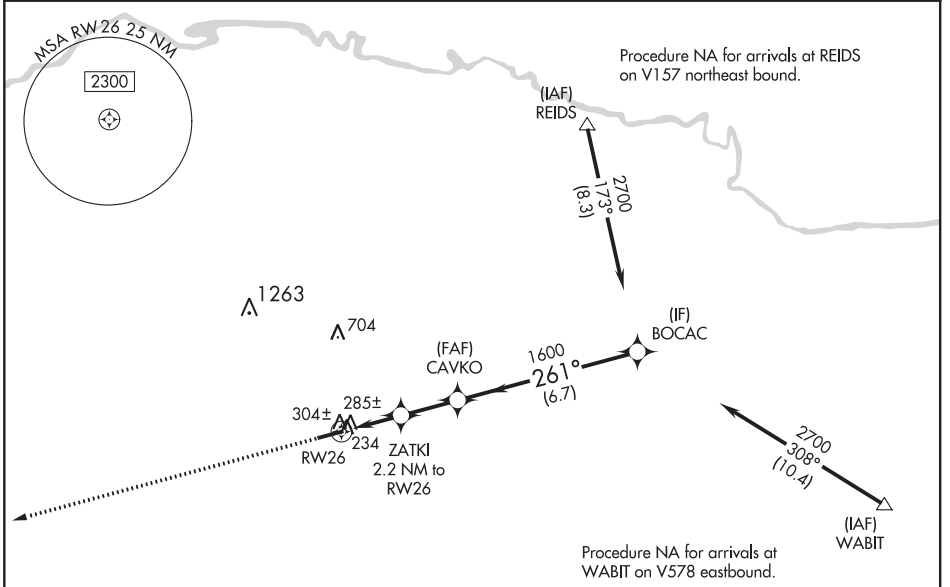 MSA RW26 25 NM
2300
Procedure NA for arrivals at REIDS
on V157 northeast bound.
(IAF)
REIDS
2700
173°
(8.3)
1263
704
(IF)
BOCAC
(FAF)
CAVKO
1600
261°
(6.7)
304±
285±
234
RW26
ZATKI
2.2 NM to
RW26
2700
308°
(10.4)
(IAF)
WABIT
Procedure NA for arrivals at
WABIT on V578 eastbound.